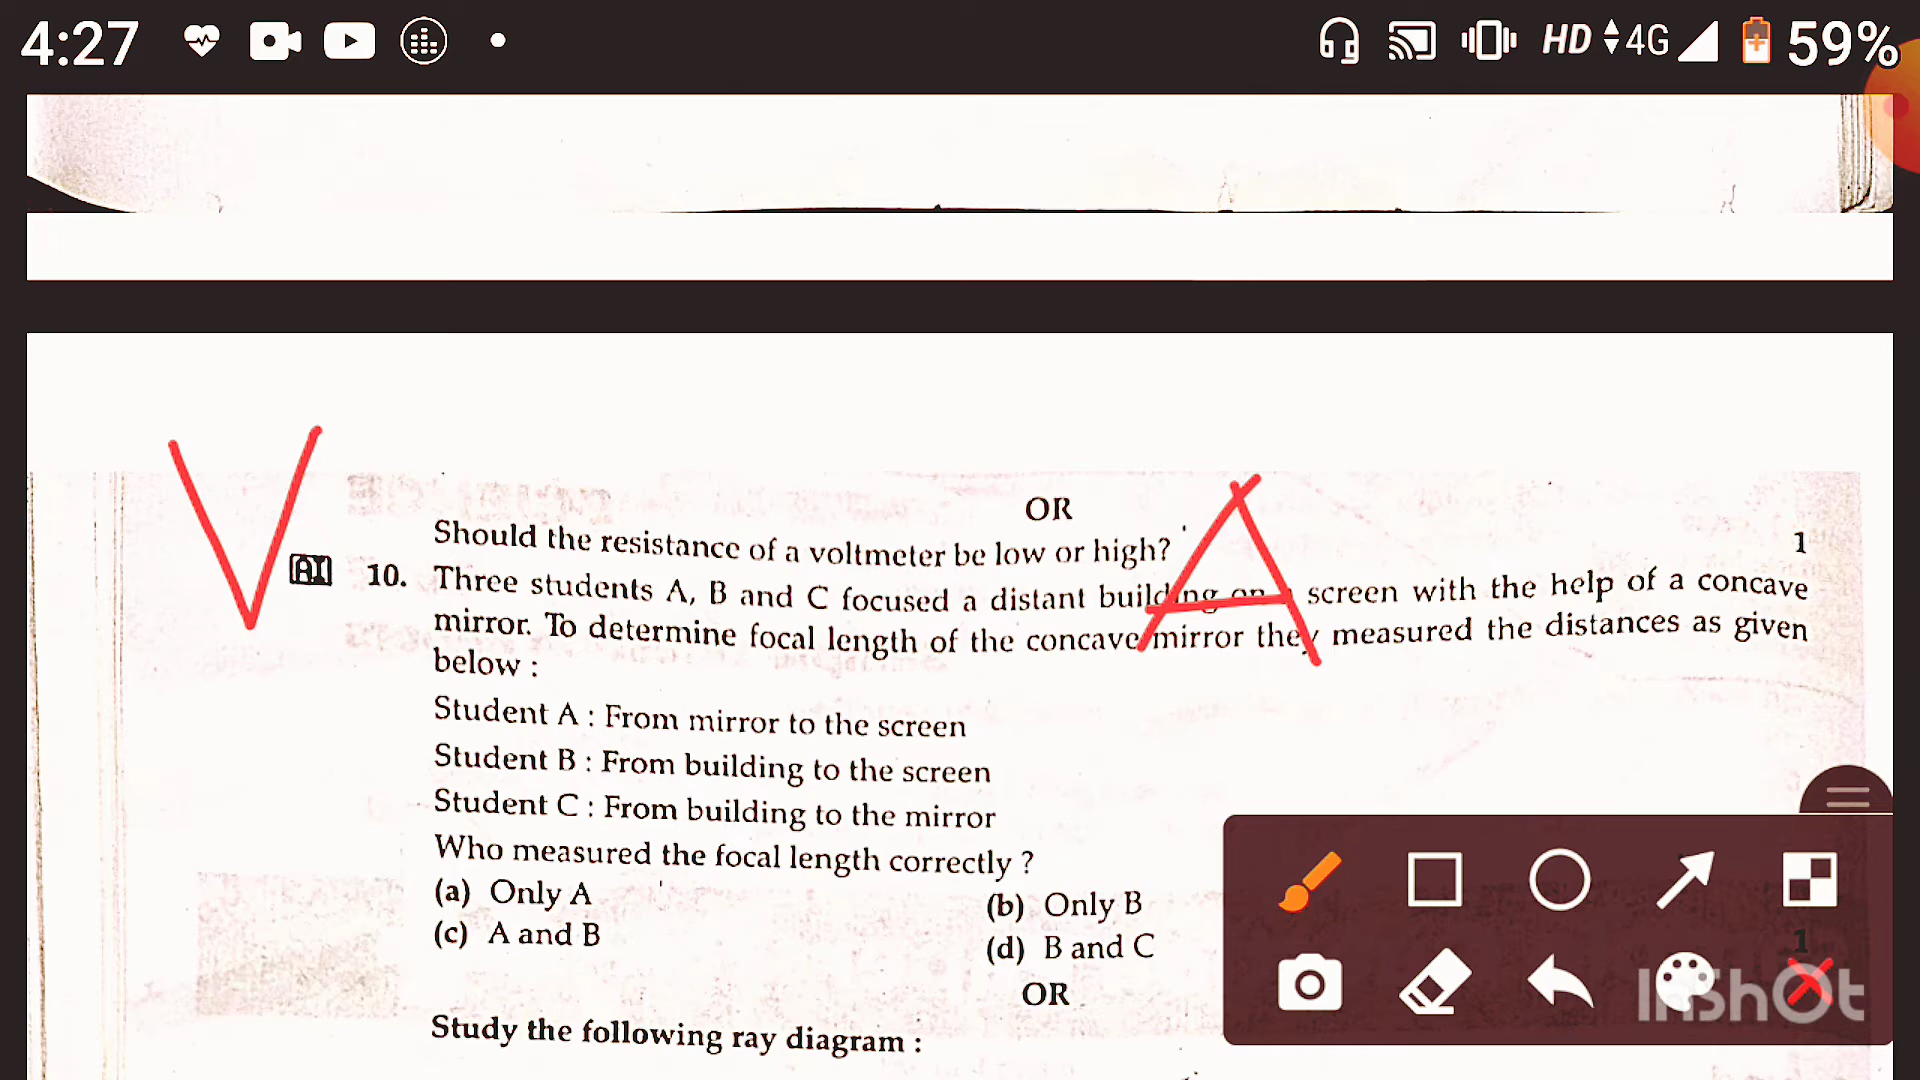 4:27 HD 4G 59%
OR
Should the resistance of a voltmeter be low or high? 1
V A
AI 10. Three students A, B and C focused a distant building on a screen with the help of a concave
mirror. To determine focal length of the concave mirror they measured the distances as given
below :
Student A : From mirror to the screen
Student B : From building to the screen
Student C : From building to the mirror
Who measured the focal length correctly ?
(a) Only A (b) Only B
(c) A and B (d) B and C 1
OR
Study the following ray diagram :
InShOt